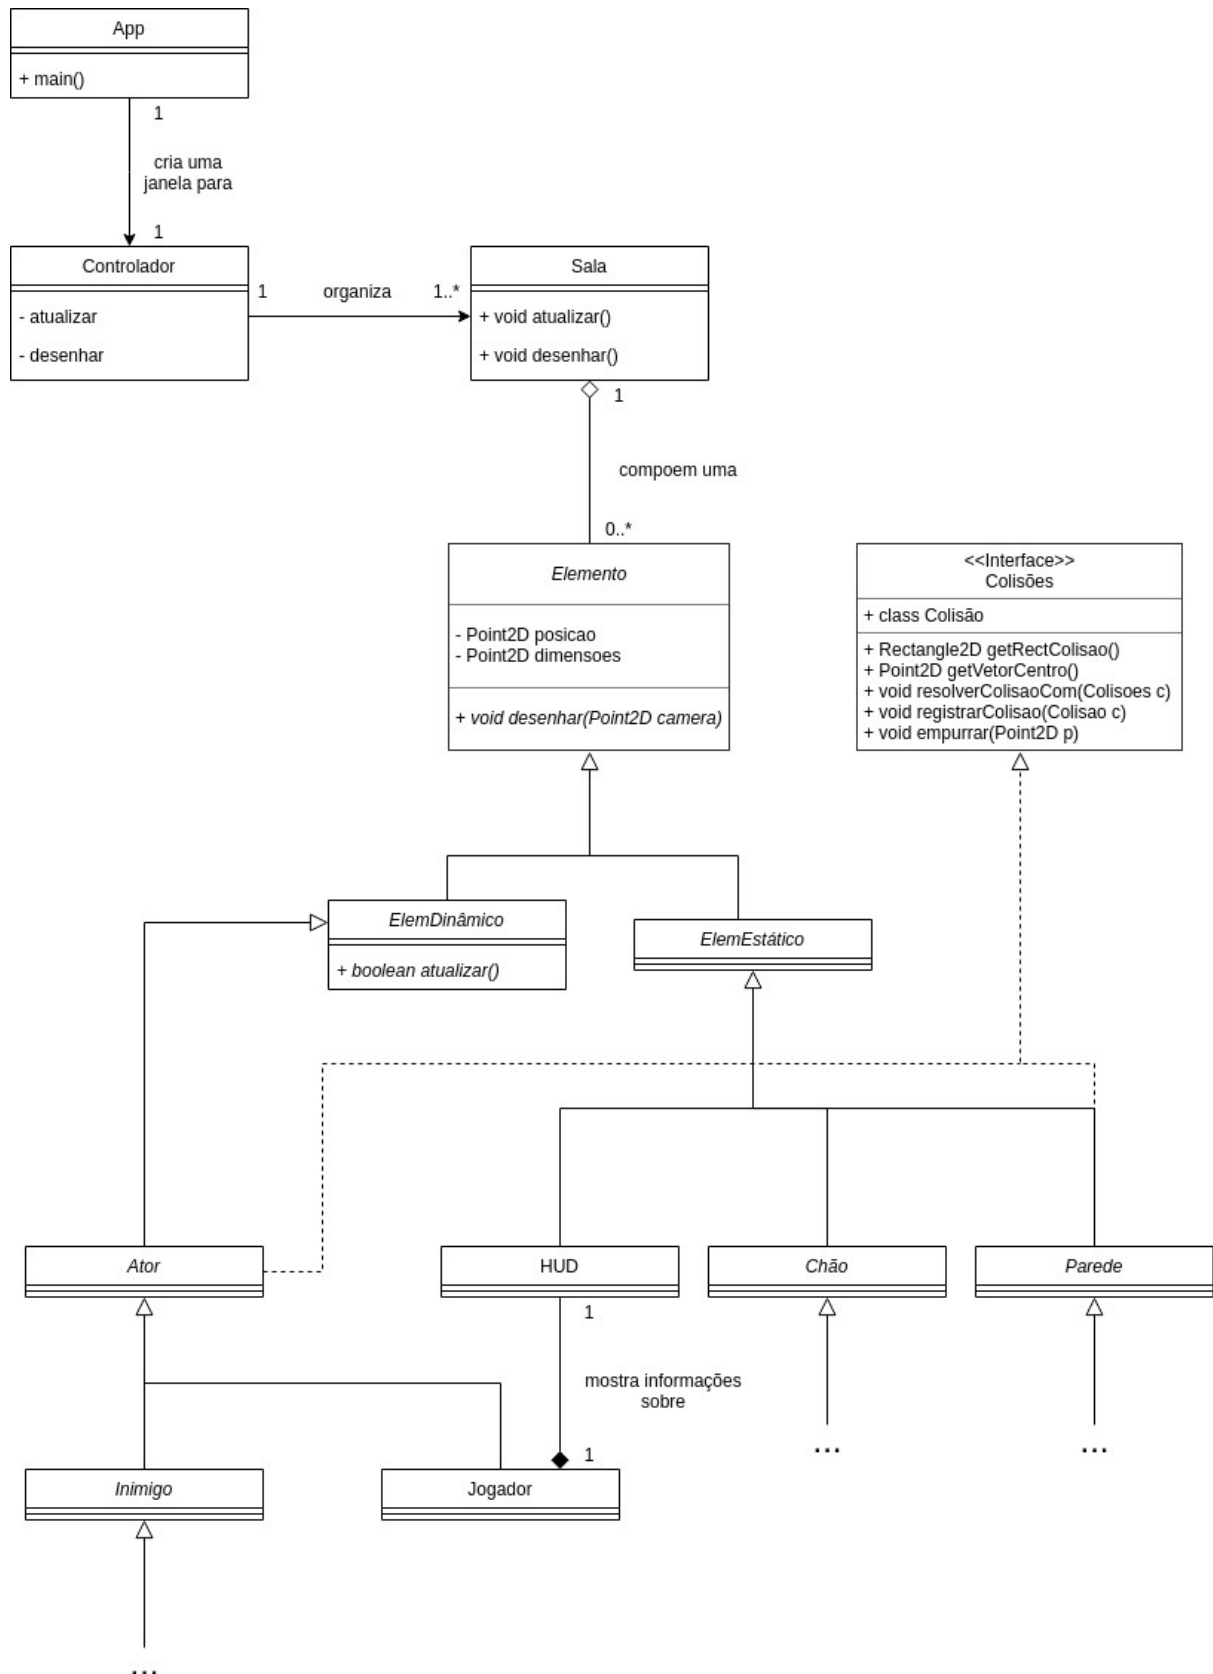 App
+ main()
1
cria uma
janela para
1
Controlador
- atualizar
- desenhar
1
organiza
1..*
Sala
+ void atualizar()
+ void desenhar()
1
compoem uma
0..*
Elemento
- Point2D posicao
- Point2D dimensoes
+ void desenhar(Point2D camera)
<<Interface>>
Colisões
+ class Colisão
+ Rectangle2D getRectColisao()
+ Point2D getVetorCentro()
+ void resolverColisaoCom(Colisoes c)
+ void registrarColisao(Colisao c)
+ void empurrar(Point2D p)
ElemDinâmico
+ boolean atualizar()
ElemEstático
Ator
HUD
Chão
Parede
1
mostra informações
sobre
1
...
...
Inimigo
Jogador
...